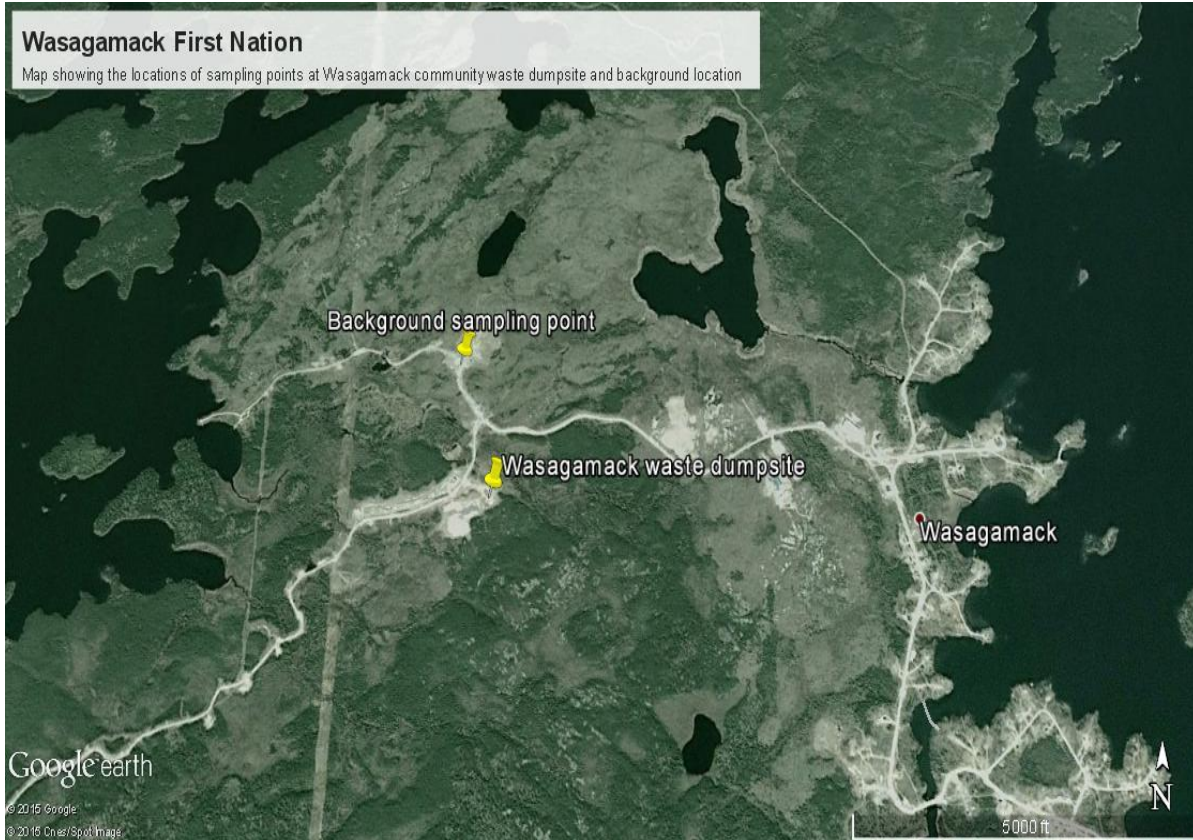 Wasagamack First Nation
Map showing the locations of sampling points at Wasagamack community waste dumpsite and background location
Background sampling point
Wasagamack waste dumpsite
Wasagamack
Google earth
© 2015 Google
© 2015 Cnes/Spot Image
N
5000 ft